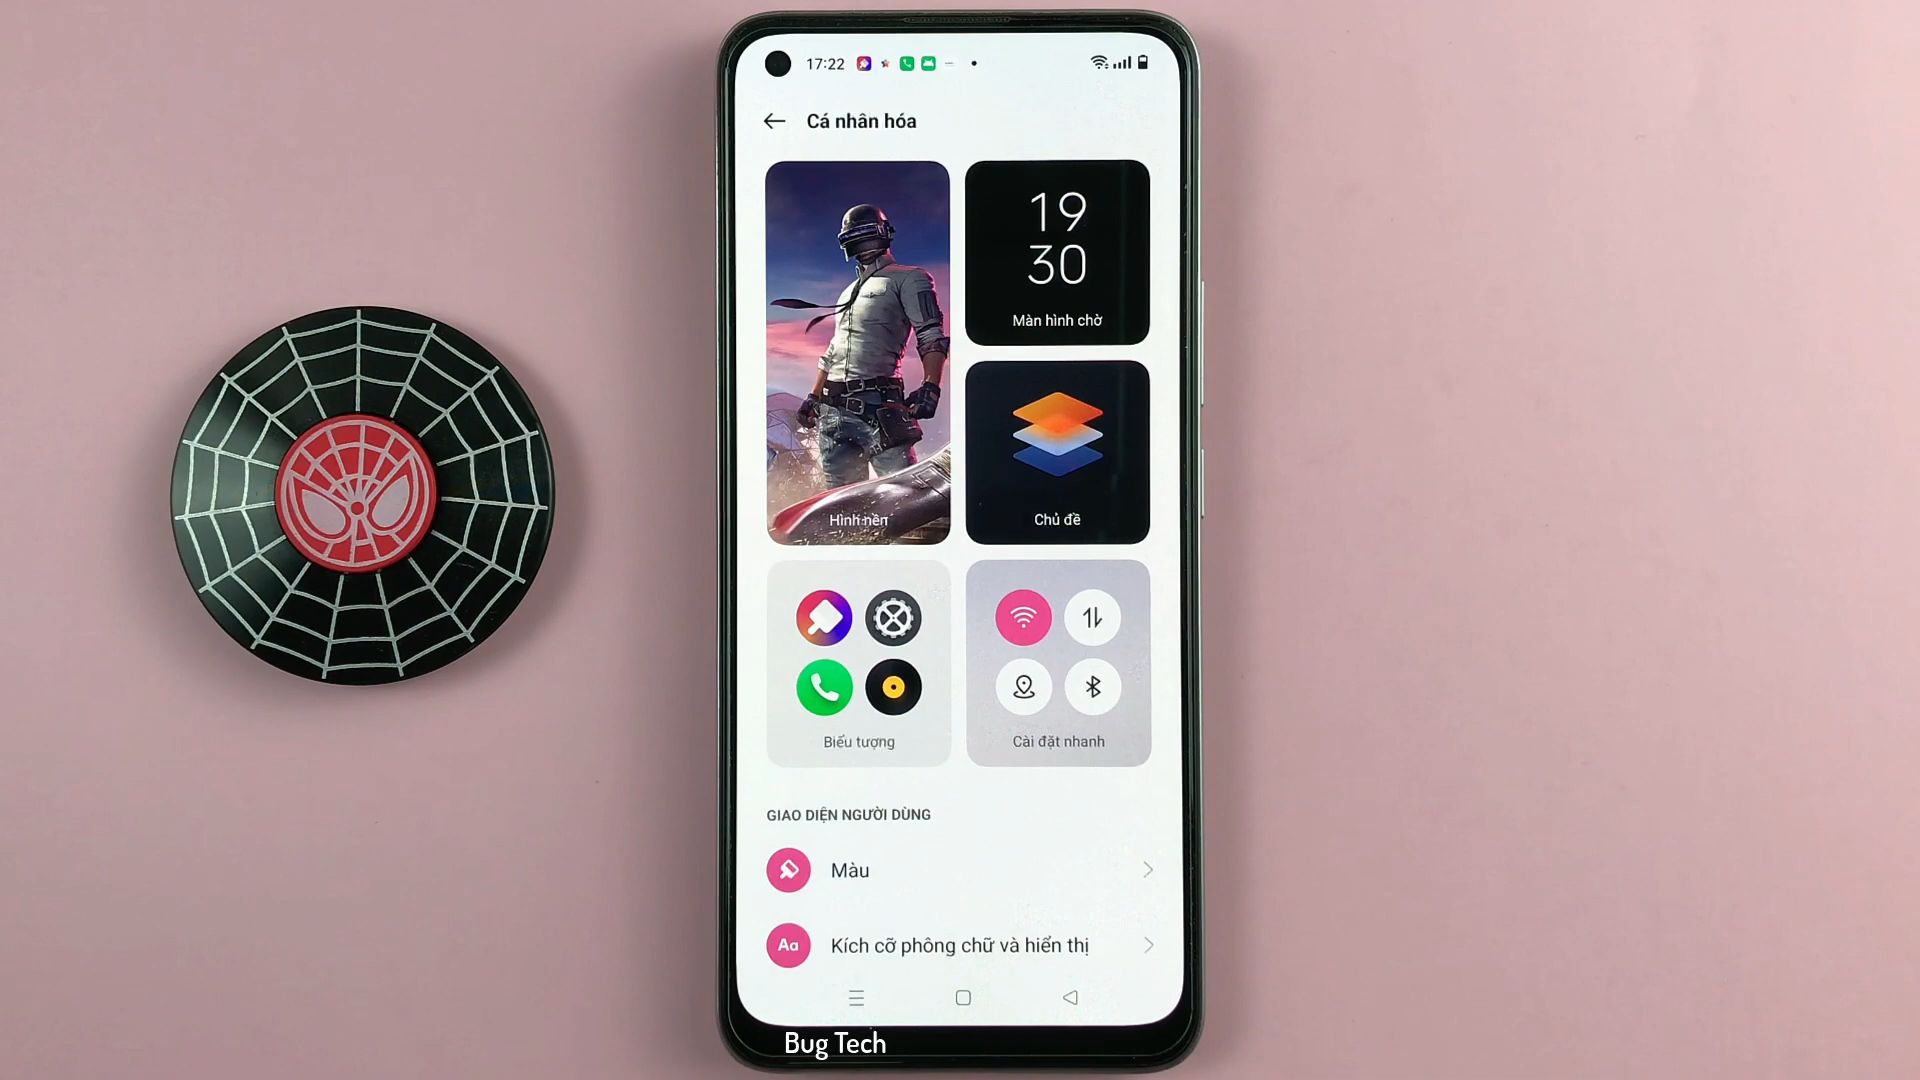 17:22
Cá nhân hóa
19
30
Màn hình chờ
Hình nền
Chủ đề
Biểu tượng
Cài đặt nhanh
GIAO DIỆN NGƯỜI DÙNG
Màu
Aa
Kích cỡ phông chữ và hiển thị
Bug Tech